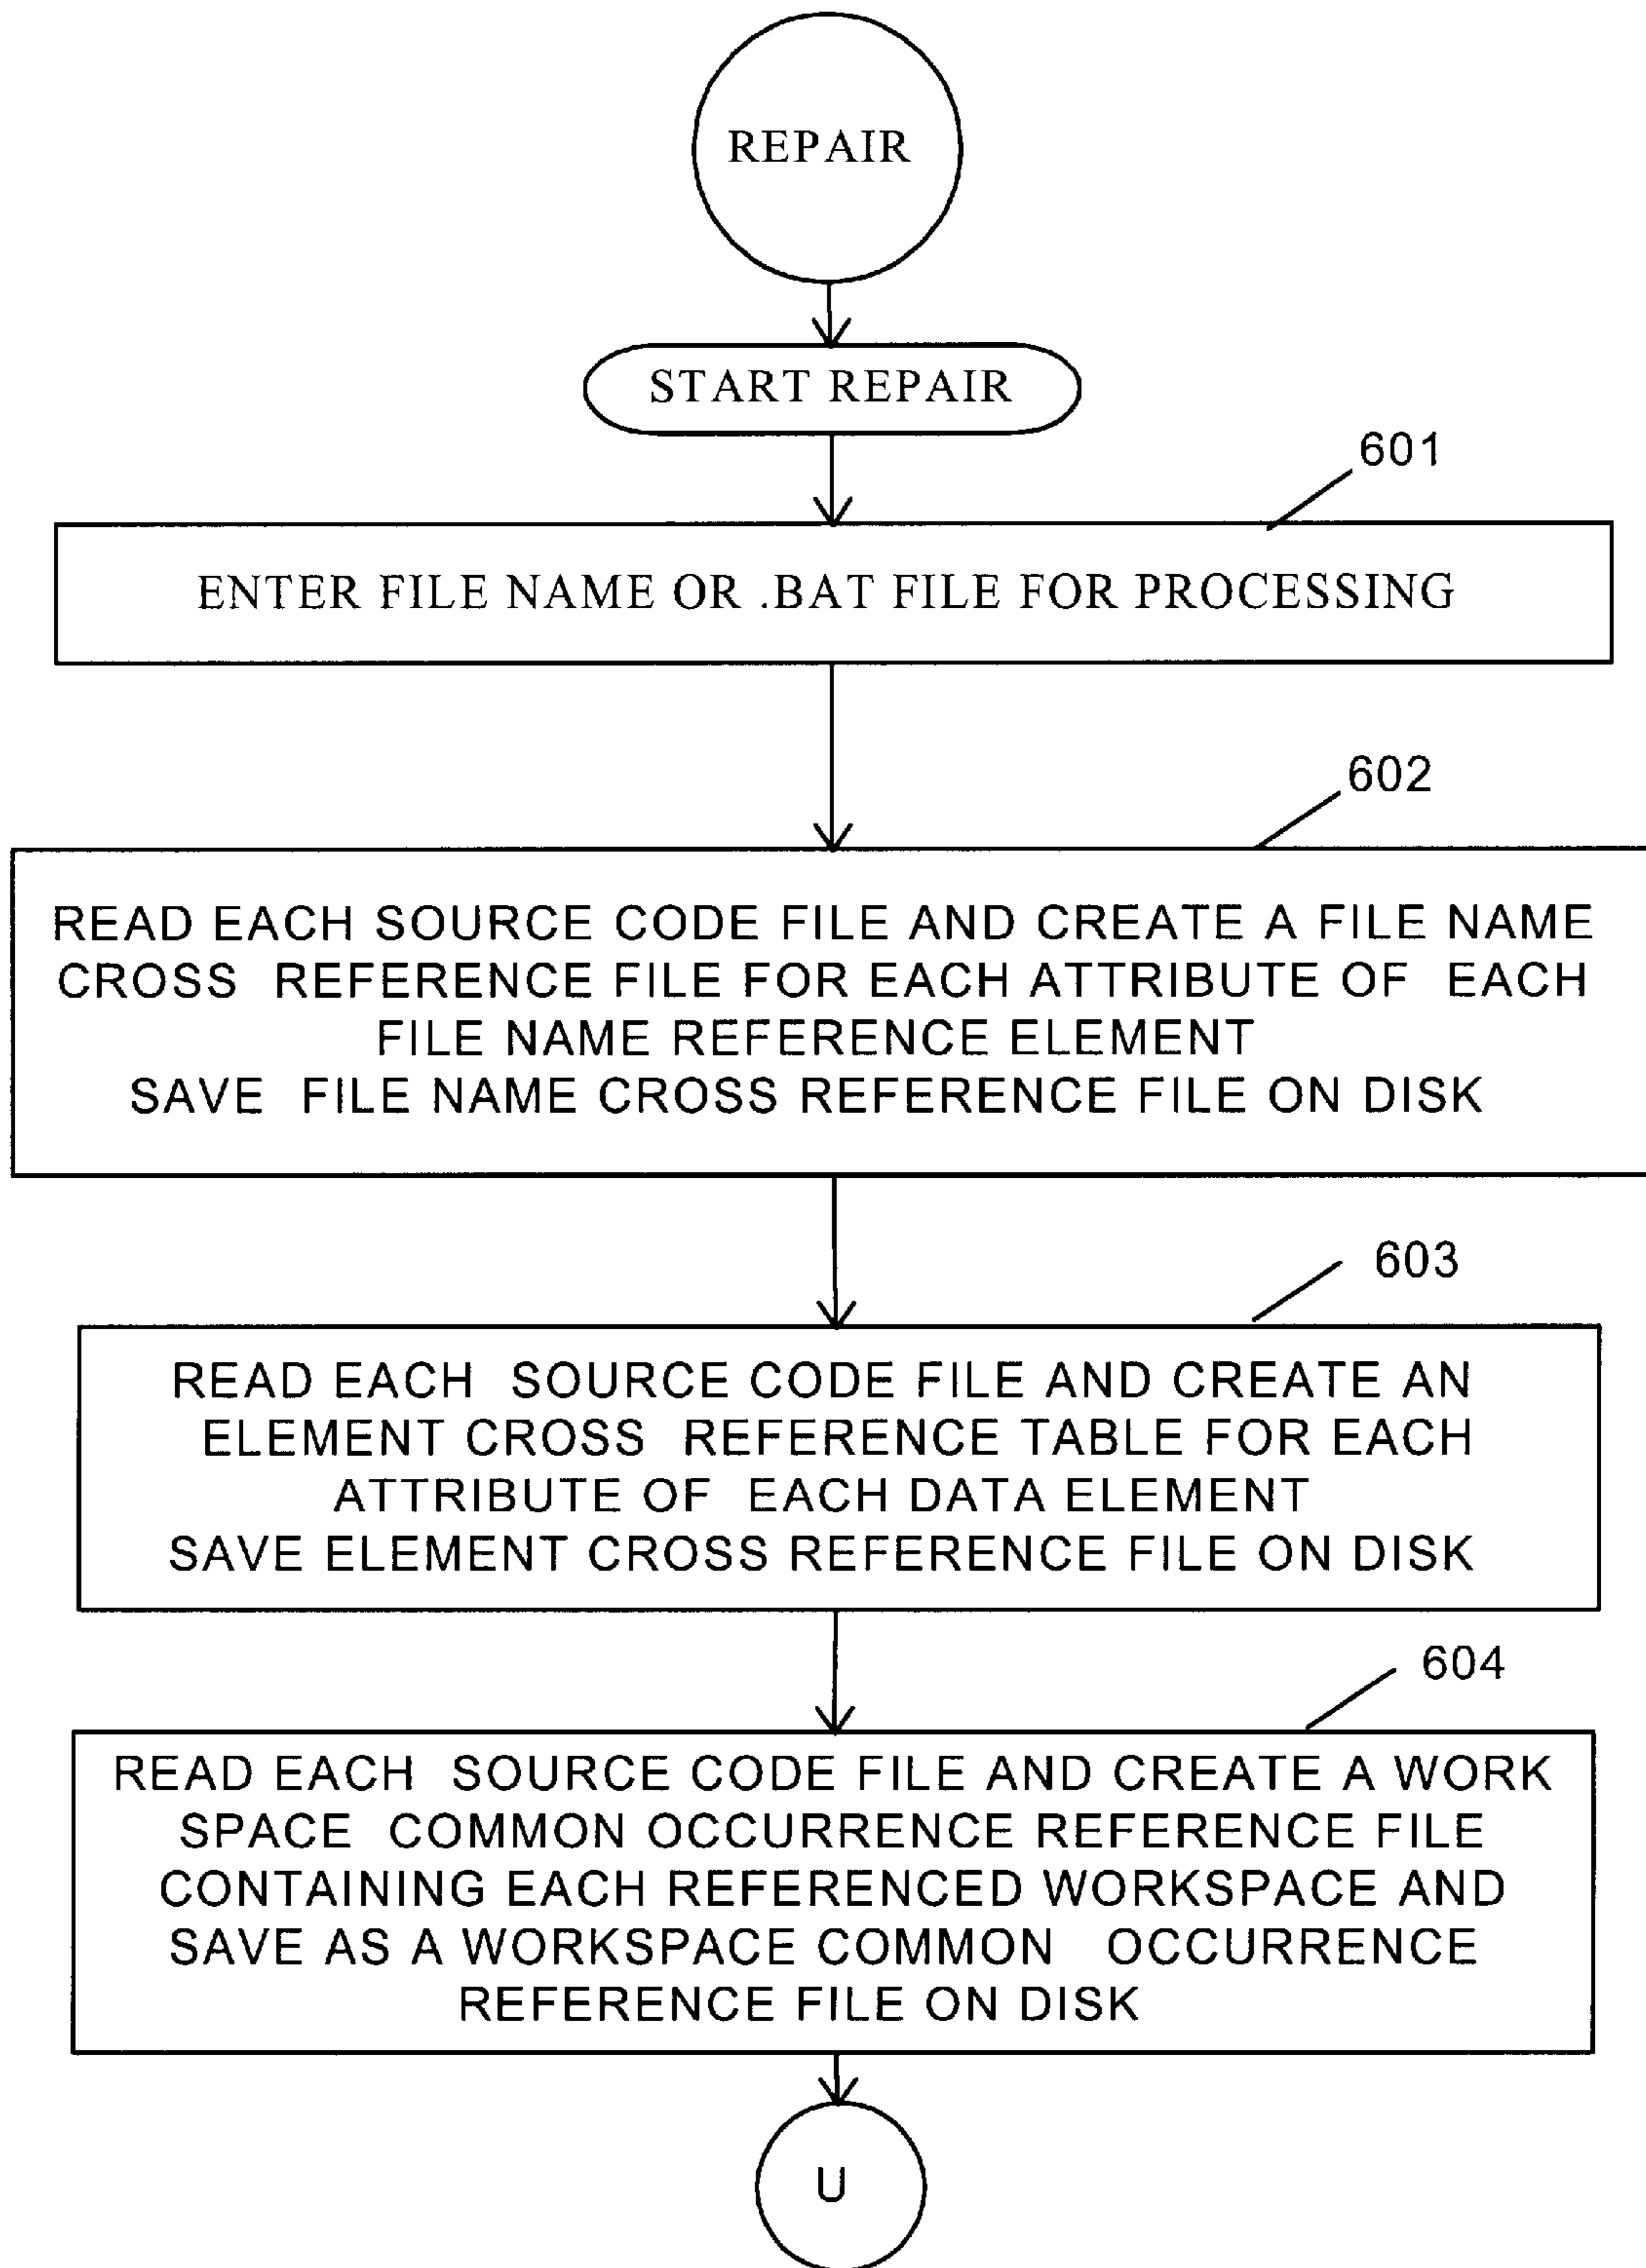 REPAIR
START REPAIR
601
ENTER FILE NAME OR .BAT FILE FOR PROCESSING
602
READ EACH SOURCE CODE FILE AND CREATE A FILE NAME
CROSS REFERENCE FILE FOR EACH ATTRIBUTE OF EACH
FILE NAME REFERENCE ELEMENT
SAVE FILE NAME CROSS REFERENCE FILE ON DISK
603
READ EACH SOURCE CODE FILE AND CREATE AN
ELEMENT CROSS REFERENCE TABLE FOR EACH
ATTRIBUTE OF EACH DATA ELEMENT
SAVE ELEMENT CROSS REFERENCE FILE ON DISK
604
READ EACH SOURCE CODE FILE AND CREATE A WORK
SPACE COMMON OCCURRENCE REFERENCE FILE
CONTAINING EACH REFERENCED WORKSPACE AND
SAVE AS A WORKSPACE COMMON OCCURRENCE
REFERENCE FILE ON DISK
U